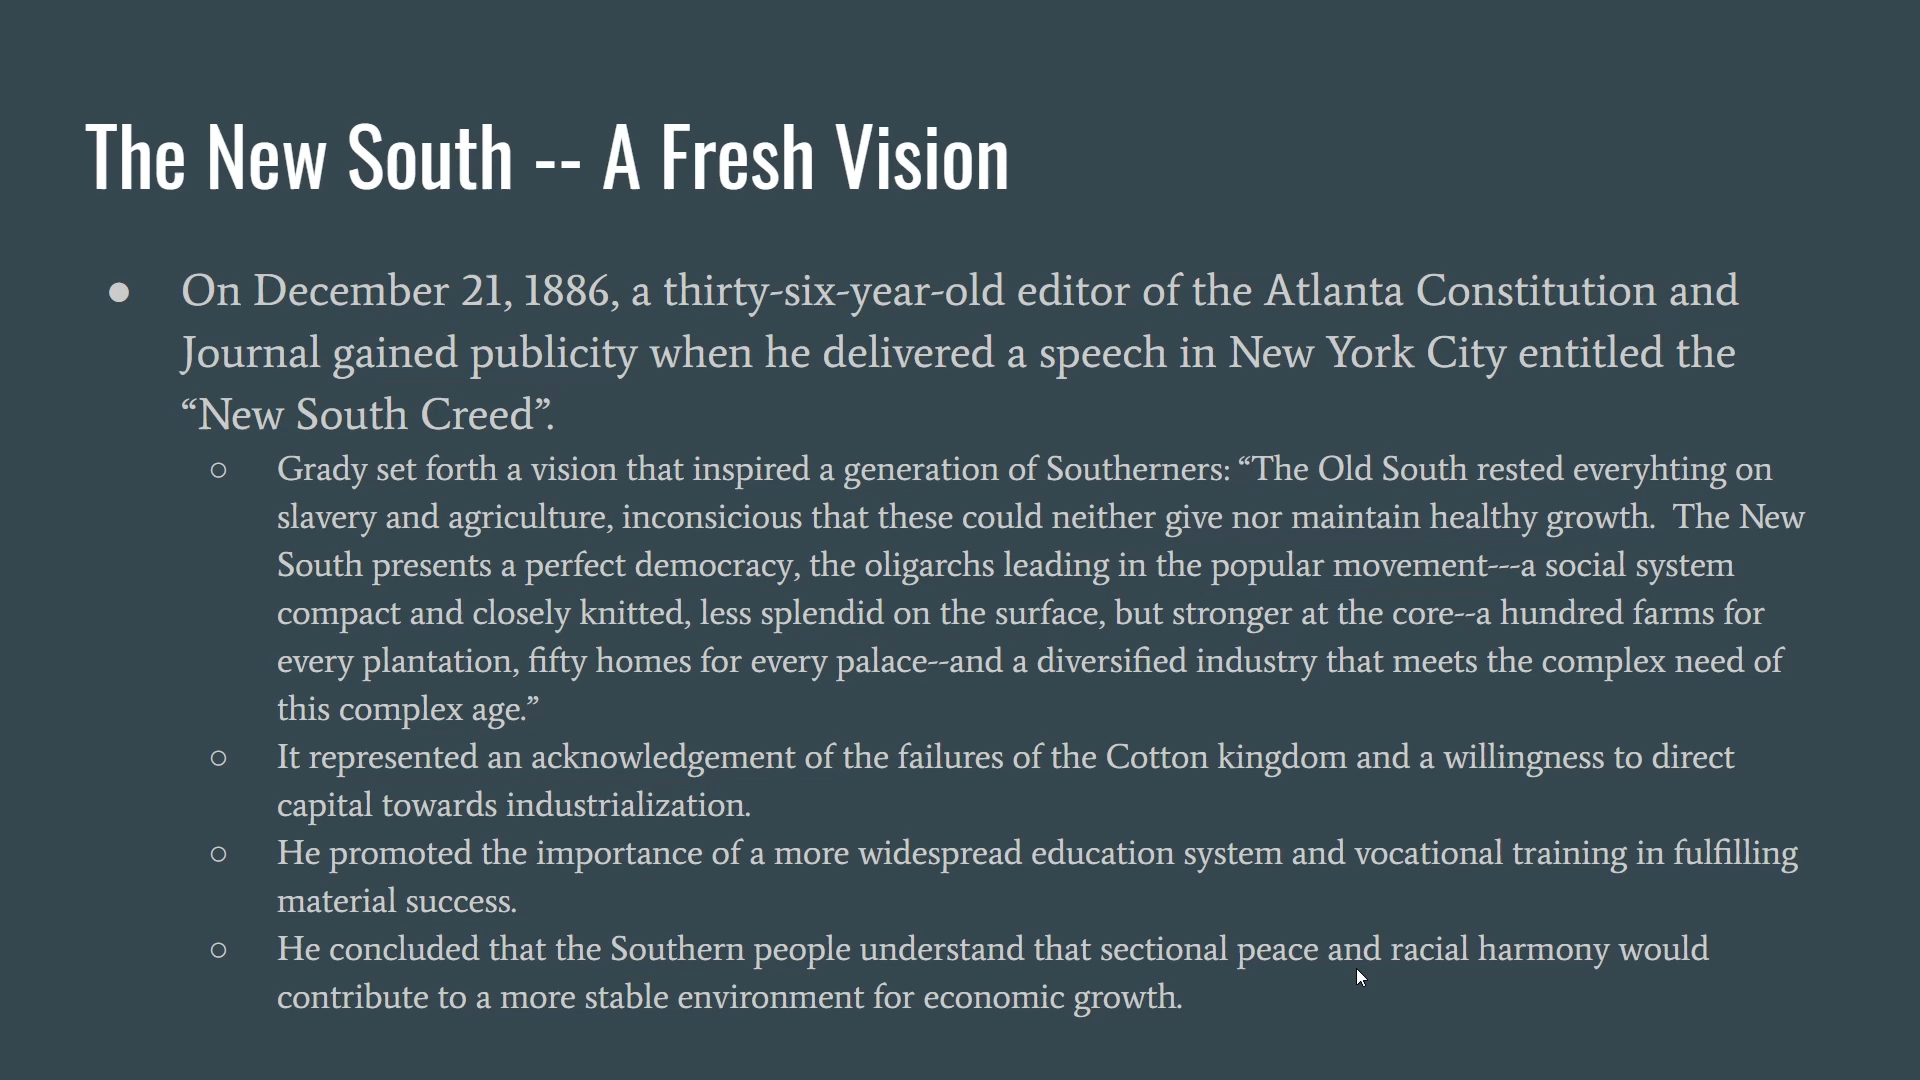 The New South -- A Fresh Vision
● On December 21, 1886, a thirty-six-year-old editor of the Atlanta Constitution and
Journal gained publicity when he delivered a speech in New York City entitled the
“New South Creed”.
○ Grady set forth a vision that inspired a generation of Southerners: “The Old South rested everyhting on
slavery and agriculture, inconsicious that these could neither give nor maintain healthy growth.  The New
South presents a perfect democracy, the oligarchs leading in the popular movement---a social system
compact and closely knitted, less splendid on the surface, but stronger at the core--a hundred farms for
every plantation, fifty homes for every palace--and a diversified industry that meets the complex need of
this complex age.”
○ It represented an acknowledgement of the failures of the Cotton kingdom and a willingness to direct
capital towards industrialization.
○ He promoted the importance of a more widespread education system and vocational training in fulfilling
material success.
○ He concluded that the Southern people understand that sectional peace and racial harmony would
contribute to a more stable environment for economic growth.